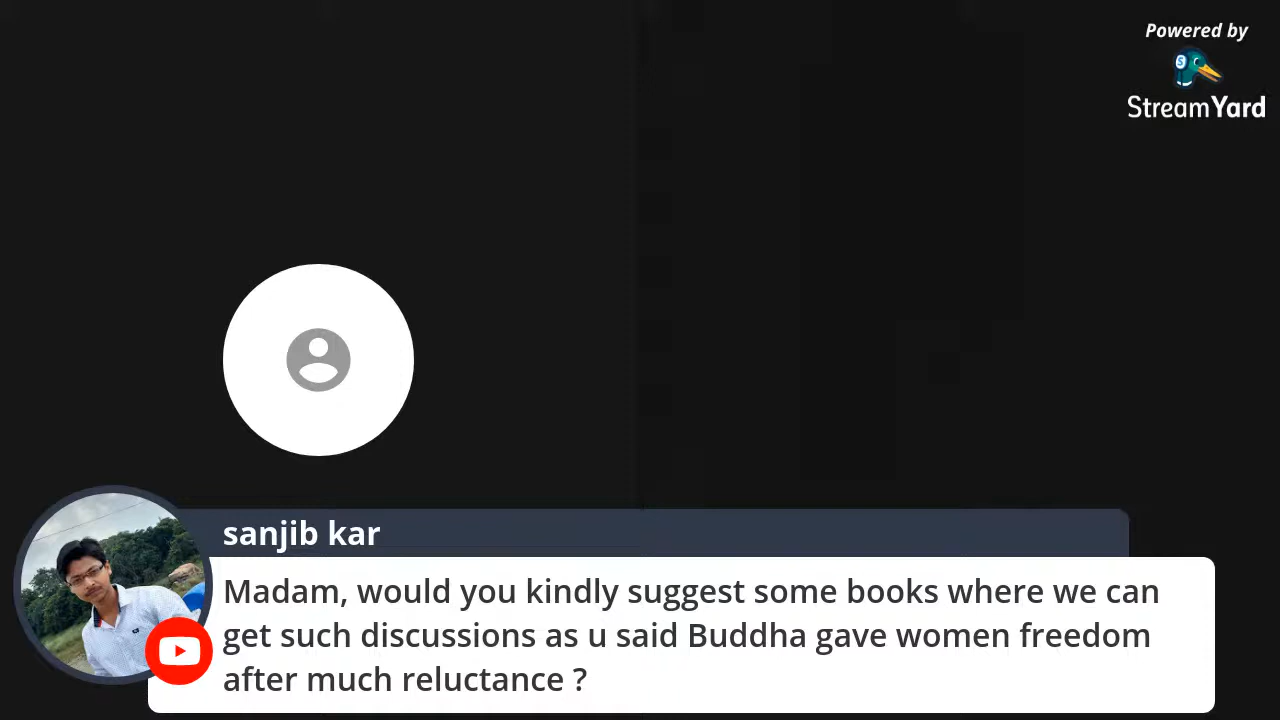 Powered by
StreamYard
sanjib kar
Madam, would you kindly suggest some books where we can
get such discussions as u said Buddha gave women freedom
after much reluctance ?